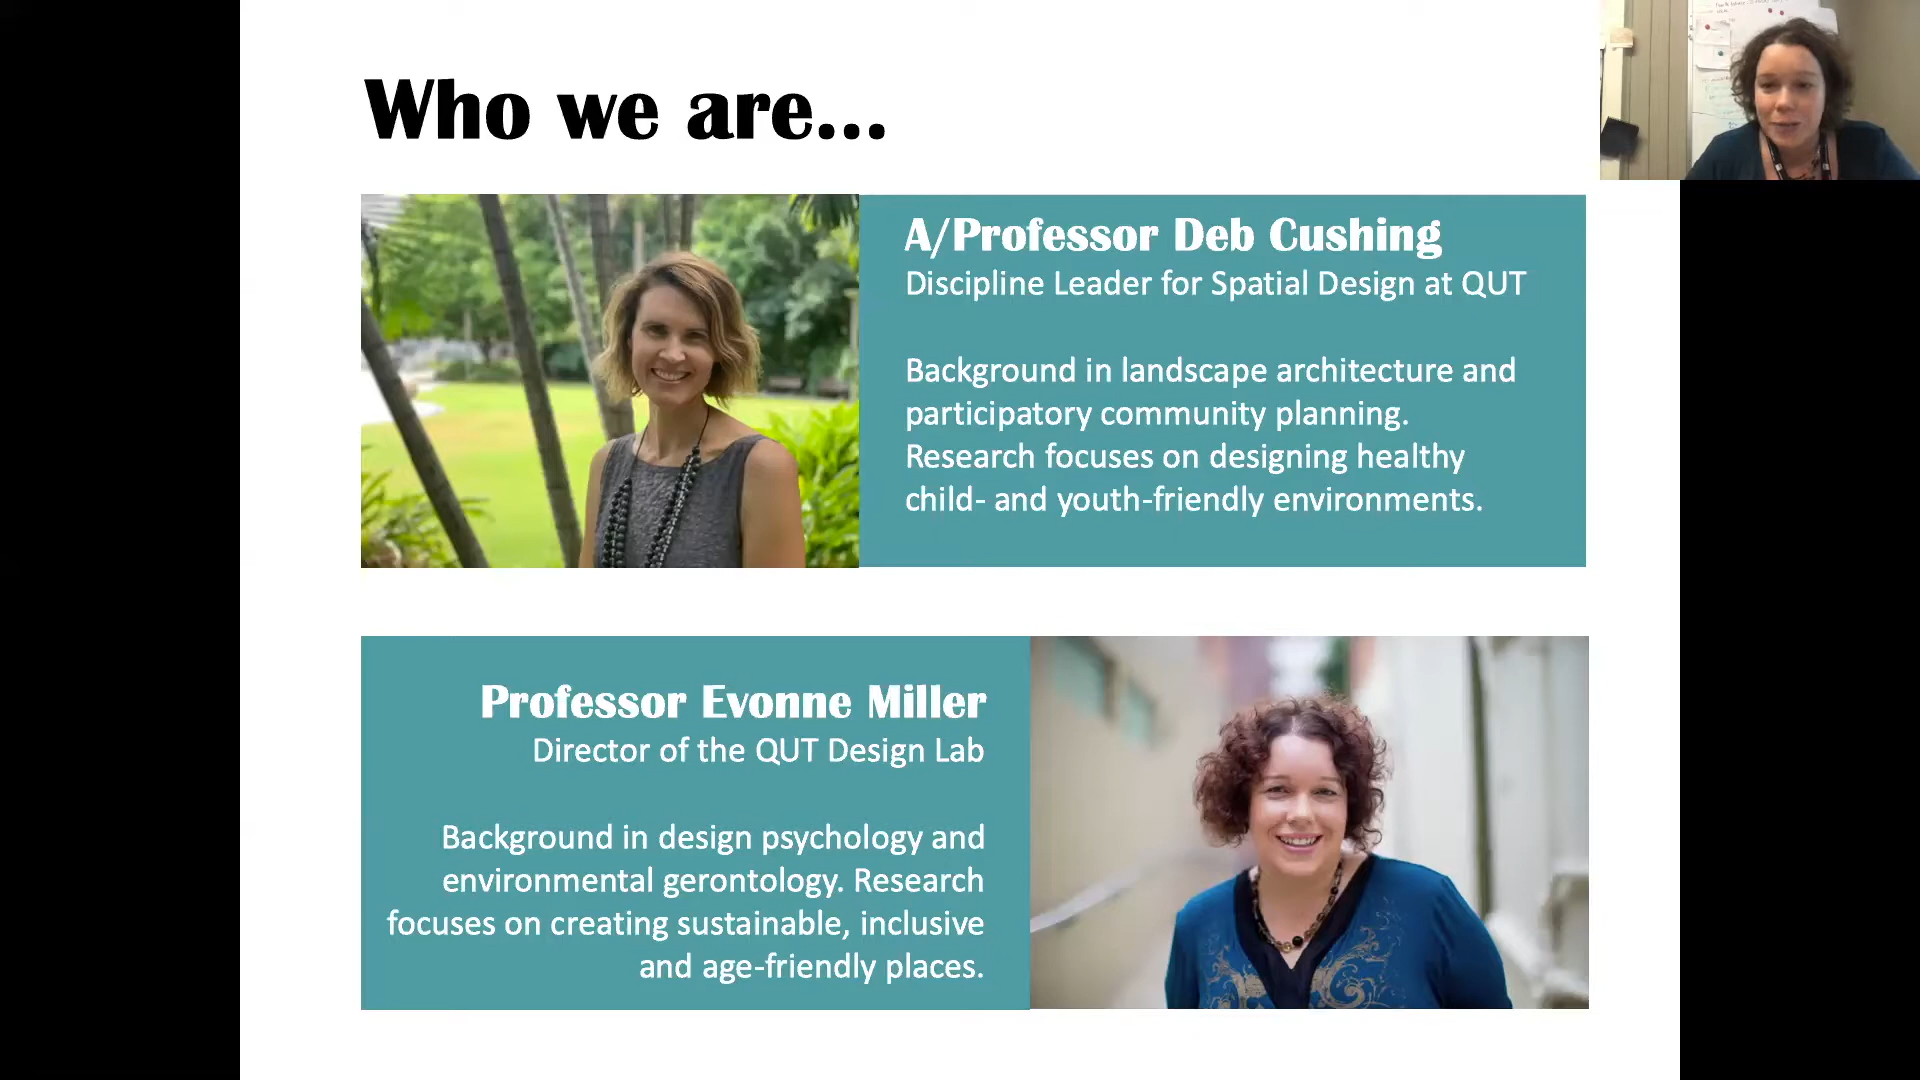 Who we are...
A/Professor Deb Cushing
Discipline Leader for Spatial Design at QUT
Background in landscape architecture and
participatory community planning.
Research focuses on designing healthy
child- and youth-friendly environments.
Professor Evonne Miller
Director of the QUT Design Lab
Background in design psychology and
environmental gerontology. Research
focuses on creating sustainable, inclusive
and age-friendly places.